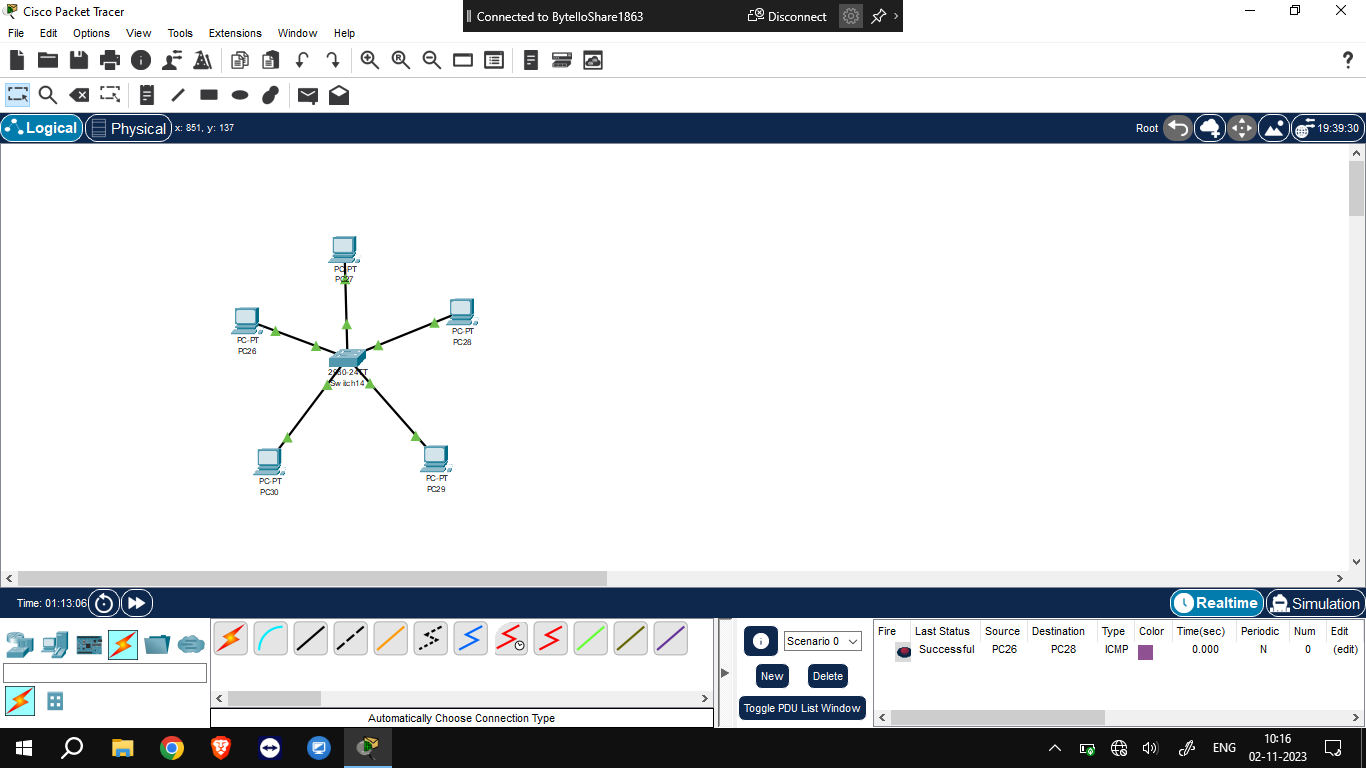 Cisco Packet Tracer
Connected to BytelloShare1863
Disconnect
File Edit Options View Tools Extensions Window Help
Logical Physical x: 851, y: 137
Root
19:39:30
PC-PT
PC27
PC-PT
PC26
PC-PT
PC28
2960-24TT
Switch14
PC-PT
PC30
PC-PT
PC29
Time: 01:13:06
Realtime Simulation
Automatically Choose Connection Type
Scenario 0
New Delete
Toggle PDU List Window
Fire Last Status Source Destination Type Color Time(sec) Periodic Num Edit
Successful PC26 PC28 ICMP 0.000 N 0 (edit)
ENG
10:16
02-11-2023